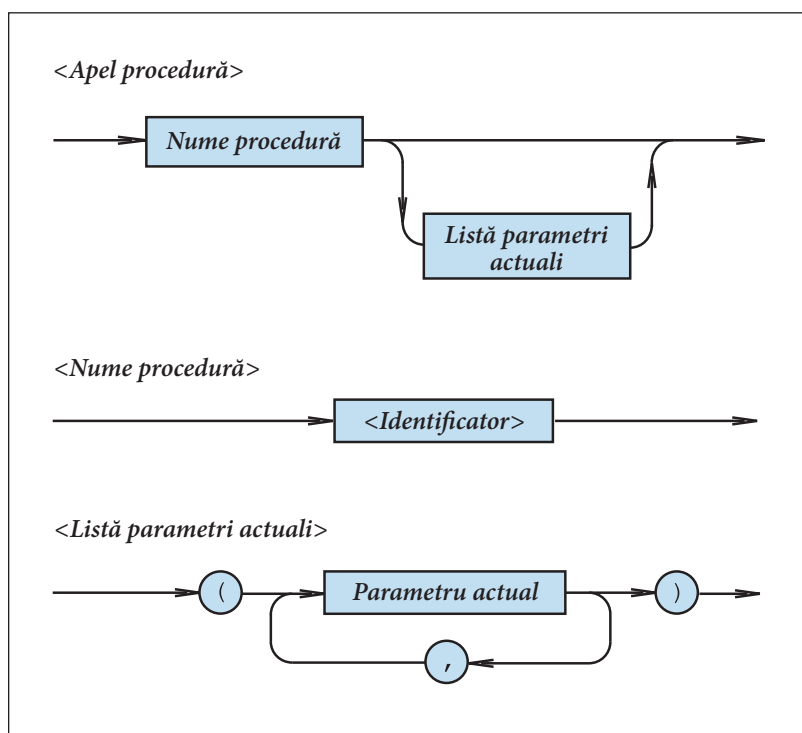 <Apel procedură>
Nume procedură
Listă parametri
actuali
<Nume procedură>
<Identificator>
<Listă parametri actuali>
(
Parametru actual
)
,